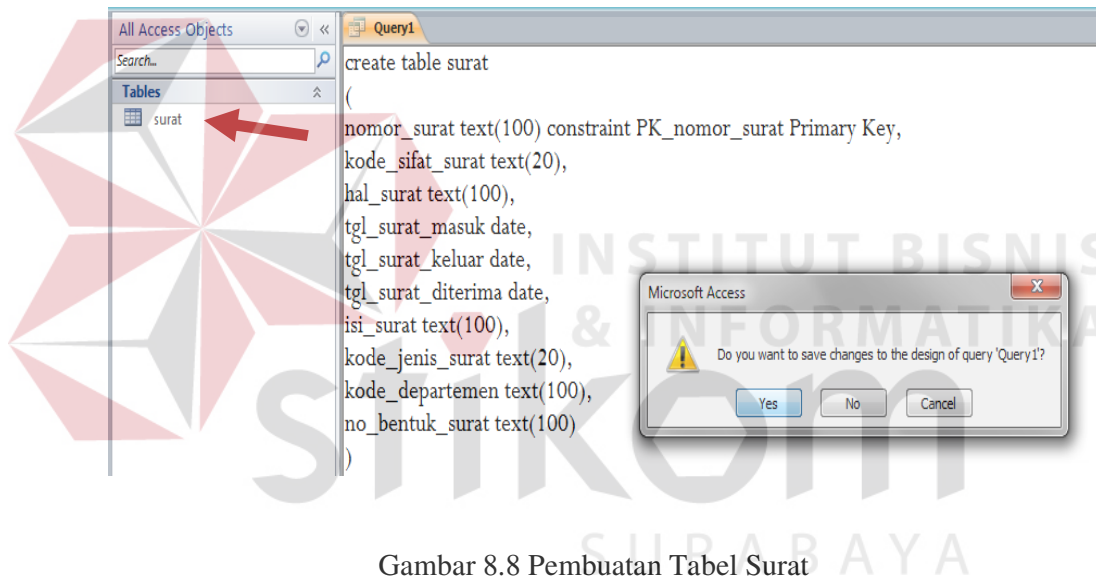 All Access Objects
Search...
Tables
surat
Query1
create table surat
(
nomor_surat text(100) constraint PK_nomor_surat Primary Key,
kode_sifat_surat text(20),
hal_surat text(100),
tgl_surat_masuk date,
tgl_surat_keluar date,
tgl_surat_diterima date,
isi_surat text(100),
kode_jenis_surat text(20),
kode_departemen text(100),
no_bentuk_surat text(100)
)
Microsoft Access
Do you want to save changes to the design of query 'Query1'?
Yes No Cancel
INSTITUT BISNIS
& INFORMATIKA
stikom
SURABAYA
Gambar 8.8 Pembuatan Tabel Surat